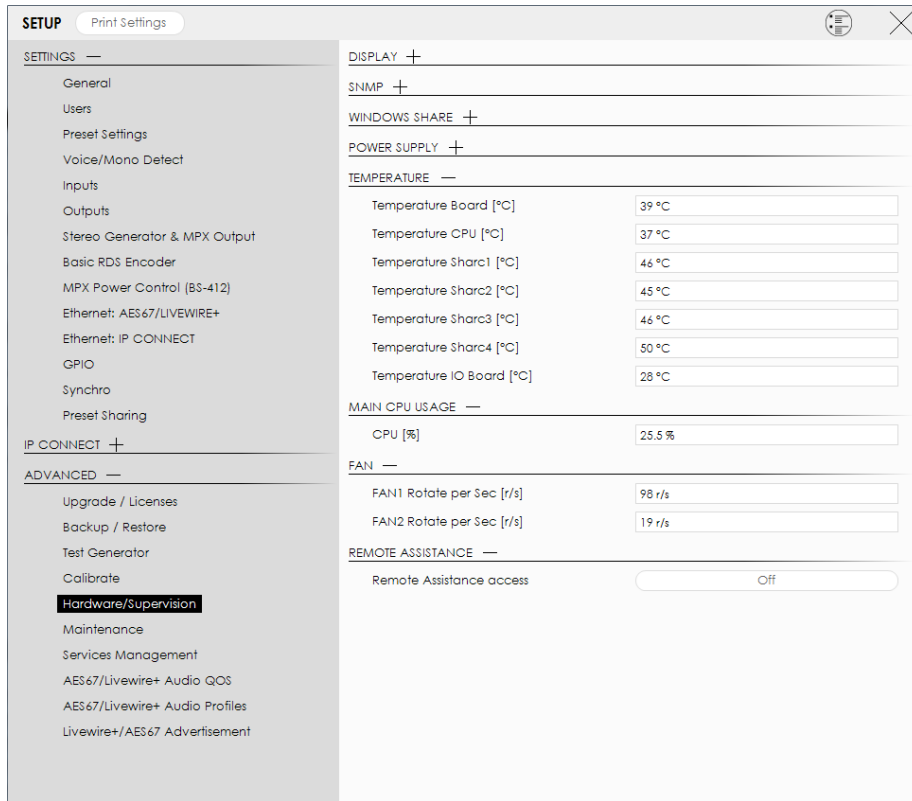 SETUP Print Settings
SETTINGS
General
Users
Preset Settings
Voice/Mono Detect
Inputs
Outputs
Stereo Generator & MPX Output
Basic RDS Encoder
MPX Power Control (BS-412)
Ethernet: AES67/LIVEWIRE+
Ethernet: IP CONNECT
GPIO
Synchro
Preset Sharing
IP CONNECT
ADVANCED
Upgrade / Licenses
Backup / Restore
Test Generator
Calibrate
Hardware/Supervision
Maintenance
Services Management
AES67/Livewire+ Audio QOS
AES67/Livewire+ Audio Profiles
Livewire+/AES67 Advertisement
DISPLAY
SNMP
WINDOWS SHARE
POWER SUPPLY
TEMPERATURE
Temperature Board [°C] 39 °C
Temperature CPU [°C] 37 °C
Temperature Sharc1 [°C] 46 °C
Temperature Sharc2 [°C] 45 °C
Temperature Sharc3 [°C] 46 °C
Temperature Sharc4 [°C] 50 °C
Temperature IO Board [°C] 28 °C
MAIN CPU USAGE
CPU [%] 25.5 %
FAN
FAN1 Rotate per Sec [r/s] 98 r/s
FAN2 Rotate per Sec [r/s] 19 r/s
REMOTE ASSISTANCE
Remote Assistance access Off